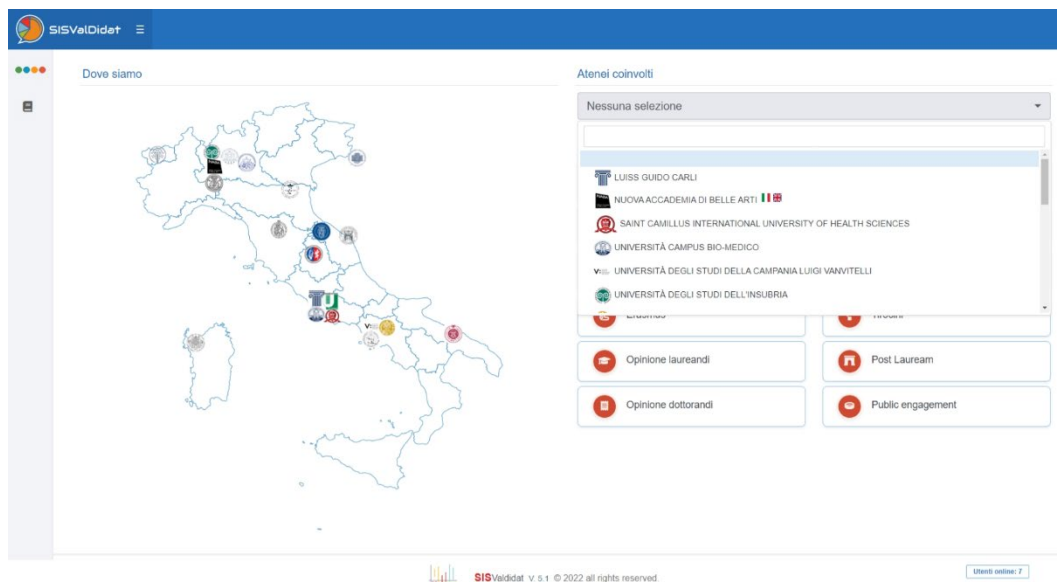 SISValDidat
Dove siamo
Atenei coinvolti
Nessuna selezione
LUISS GUIDO CARLI
NUOVA ACCADEMIA DI BELLE ARTI
SAINT CAMILLUS INTERNATIONAL UNIVERSITY OF HEALTH SCIENCES
UNIVERSITÀ CAMPUS BIO-MEDICO
UNIVERSITÀ DEGLI STUDI DELLA CAMPANIA LUIGI VANVITELLI
UNIVERSITÀ DEGLI STUDI DELL'INSUBRIA
Erasmus
Tirocini
Opinione laureandi
Post Lauream
Opinione dottorandi
Public engagement
SISValdidat V. 5.1 © 2022 all rights reserved.
Utenti online: 7